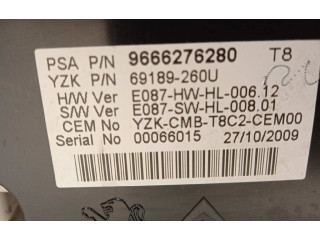 PSA P/N 9666276280 T8
YZK P/N 69189-260U
H/W Ver E087-HW-HL-006.12
S/W Ver E087-SW-HL-008.01
CEM No YZK-CMB-T8C2-CEM00
Serial No 00066015 27/10/2009